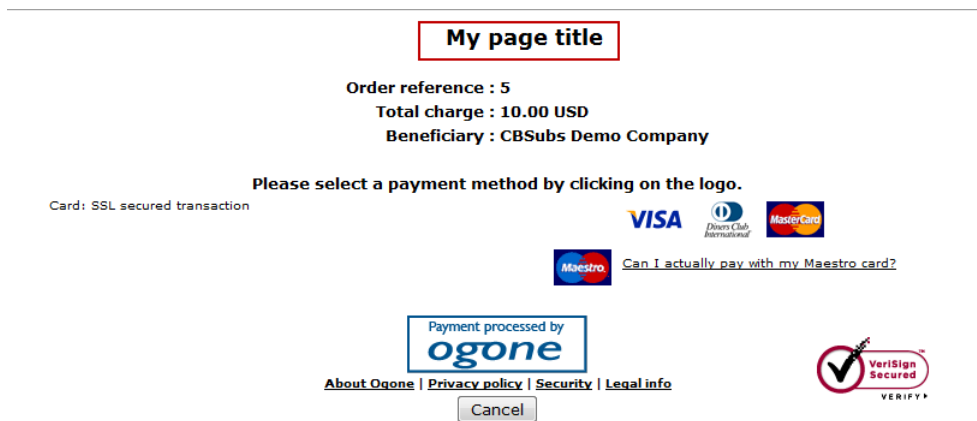 My page title
Order reference : 5
Total charge : 10.00 USD
Beneficiary : CBSubs Demo Company
Please select a payment method by clicking on the logo.
Card: SSL secured transaction
VISA
Diners Club
International
MasterCard
Maestro
Can I actually pay with my Maestro card?
Payment processed by
ogone
About Ogone | Privacy policy | Security | Legal info
VeriSign
Secured
VERIFY
Cancel